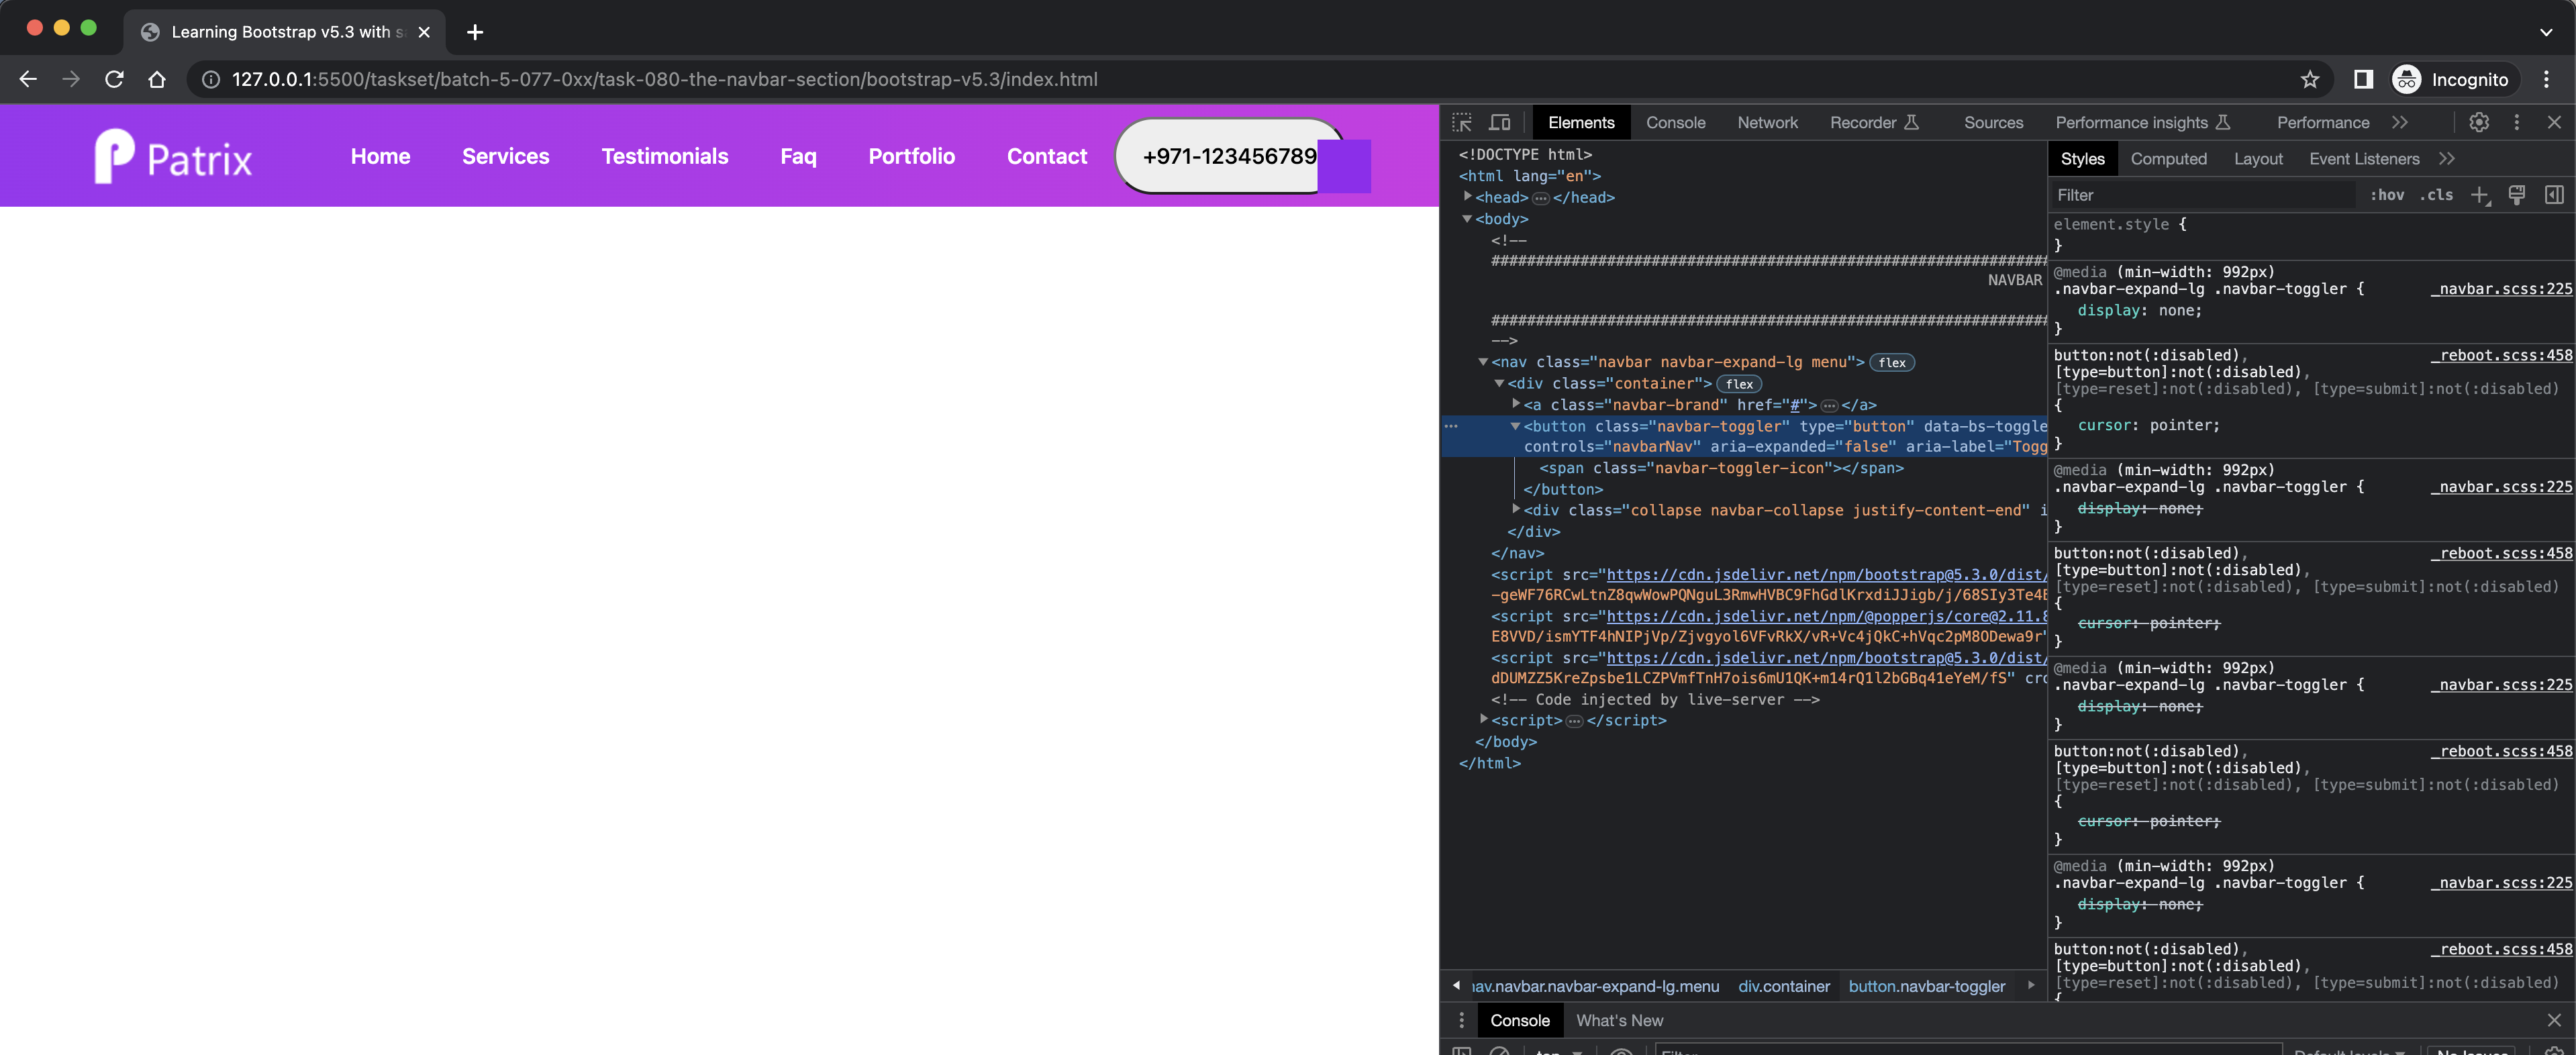 Learning Bootstrap v5.3 with s
127.0.0.1:5500/taskset/batch-5-077-0xx/task-080-the-navbar-section/bootstrap-v5.3/index.html
Incognito
Patrix
Home
Services
Testimonials
Faq
Portfolio
Contact
+971-123456789
Elements Console Network Recorder Sources Performance insights Performance
<!DOCTYPE html>
<html lang="en">
<head>…</head>
<body>
<!--
###############################################################
NAVBAR
###############################################################
-->
<nav class="navbar navbar-expand-lg menu"> flex
<div class="container"> flex
<a class="navbar-brand" href="#">…</a>
<button class="navbar-toggler" type="button" data-bs-toggle
controls="navbarNav" aria-expanded="false" aria-label="Togg
<span class="navbar-toggler-icon"></span>
</button>
<div class="collapse navbar-collapse justify-content-end" i
</div>
</nav>
<script src="https://cdn.jsdelivr.net/npm/bootstrap@5.3.0/dist/
-geWF76RCwLtnZ8qwWowPQNguL3RmwHVBC9FhGdlKrxdiJJigb/j/68SIy3Te4B
<script src="https://cdn.jsdelivr.net/npm/@popperjs/core@2.11.8
E8VVD/ismYTF4hNIPjVp/Zjvgyol6VFvRkX/vR+Vc4jQkC+hVqc2pM8ODewa9r"
<script src="https://cdn.jsdelivr.net/npm/bootstrap@5.3.0/dist/
dDUMZZ5KreZpsbe1LCZPVmfTnH7ois6mU1QK+m14rQ1l2bGBq41eYeM/fS" cro
<!-- Code injected by live-server -->
<script>…</script>
</body>
</html>
nav.navbar.navbar-expand-lg.menu div.container button.navbar-toggler
Styles Computed Layout Event Listeners
Filter :hov .cls
element.style {
}
@media (min-width: 992px)
.navbar-expand-lg .navbar-toggler { _navbar.scss:225
display: none;
}
button:not(:disabled), _reboot.scss:458
[type=button]:not(:disabled),
[type=reset]:not(:disabled), [type=submit]:not(:disabled)
{
cursor: pointer;
}
@media (min-width: 992px)
.navbar-expand-lg .navbar-toggler { _navbar.scss:225
display: none;
}
button:not(:disabled), _reboot.scss:458
[type=button]:not(:disabled),
[type=reset]:not(:disabled), [type=submit]:not(:disabled)
{
cursor: pointer;
}
@media (min-width: 992px)
.navbar-expand-lg .navbar-toggler { _navbar.scss:225
display: none;
}
button:not(:disabled), _reboot.scss:458
[type=button]:not(:disabled),
[type=reset]:not(:disabled), [type=submit]:not(:disabled)
{
cursor: pointer;
}
@media (min-width: 992px)
.navbar-expand-lg .navbar-toggler { _navbar.scss:225
display: none;
}
button:not(:disabled), _reboot.scss:458
[type=button]:not(:disabled),
[type=reset]:not(:disabled), [type=submit]:not(:disabled)
{
Console What's New